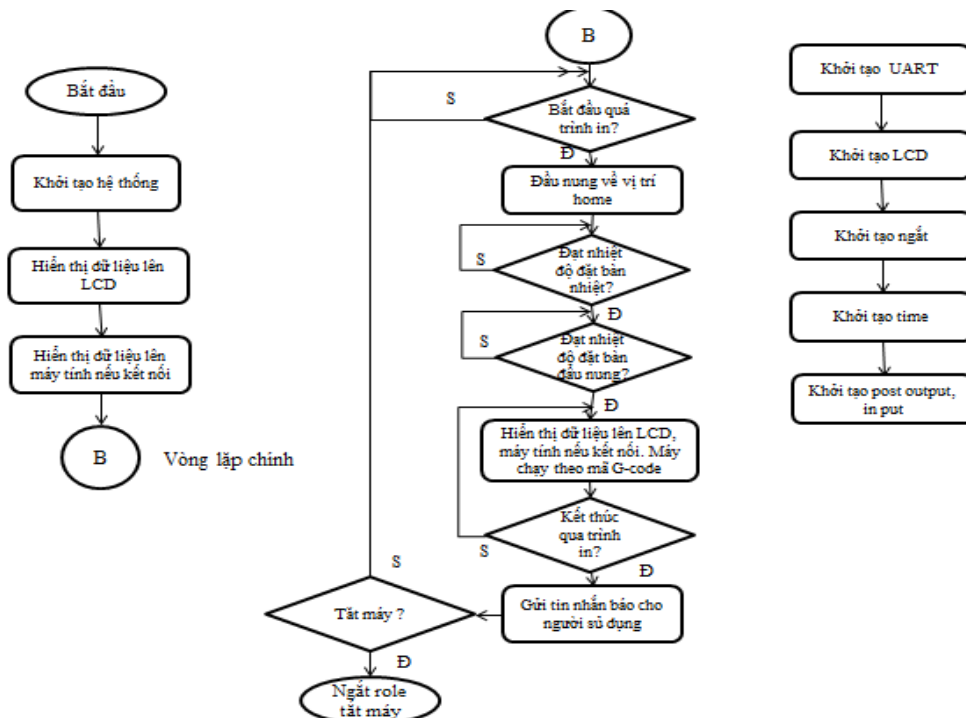 Bắt đầu
Khởi tạo hệ thống
Hiển thị dữ liệu lên
LCD
Hiển thị dữ liệu lên
máy tính nếu kết nối
B
Vòng lặp chính
B
S
Bắt đầu quá
trình in?
Đ
Đầu nung về vị trí
home
S
Đạt nhiệt
độ đặt bàn
nhiệt?
Đ
S
Đạt nhiệt
độ đặt bàn
đầu nung?
Đ
Hiển thị dữ liệu lên LCD,
máy tính nếu kết nối. Máy
chạy theo mã G-code
S
Kết thúc
qua trình
in?
Đ
Gửi tin nhắn báo cho
người sủ dụng
S
Tắt máy ?
Đ
Ngắt role
tắt máy
Khởi tạo UART
Khởi tạo LCD
Khởi tạo ngắt
Khởi tạo time
Khởi tạo post output,
in put